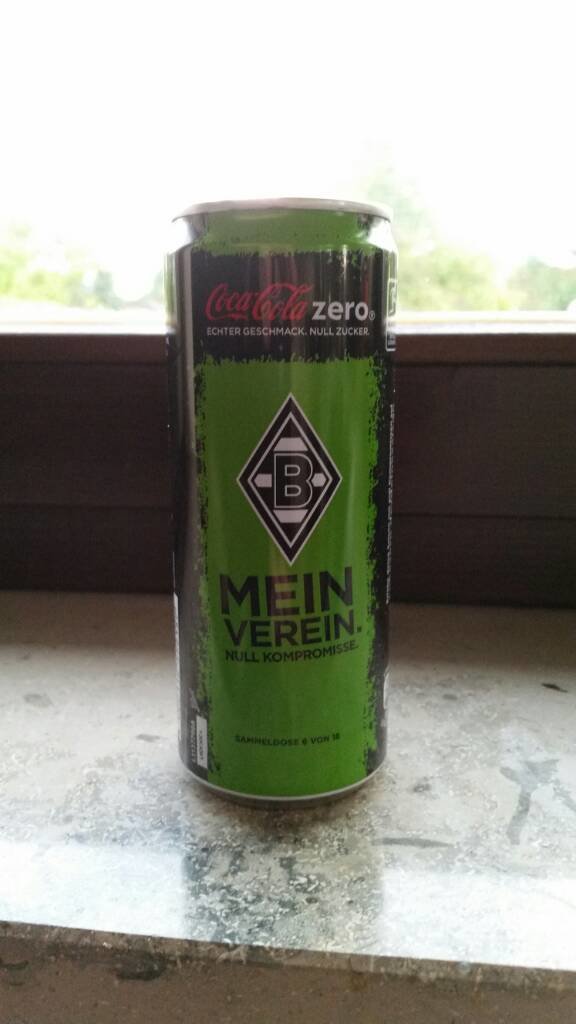 Coca-Cola zero®
ECHTER GESCHMACK. NULL ZUCKER.
B
MEIN
VEREIN.
NULL KOMPROMISSE.
SAMMELDOSE 6 VON 18